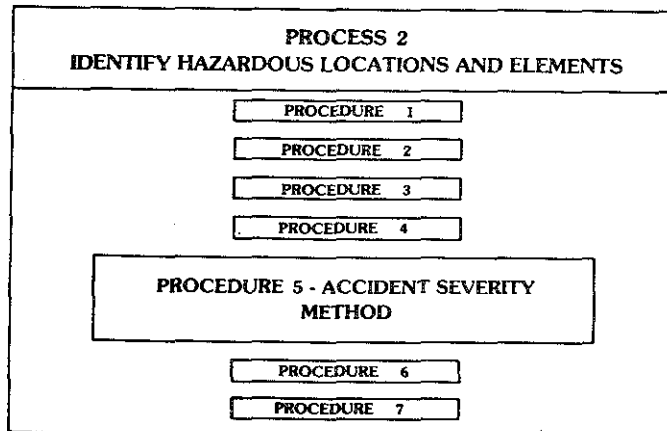 PROCESS 2
IDENTIFY HAZARDOUS LOCATIONS AND ELEMENTS
PROCEDURE 1
PROCEDURE 2
PROCEDURE 3
PROCEDURE 4
PROCEDURE 5 - ACCIDENT SEVERITY
METHOD
PROCEDURE 6
PROCEDURE 7